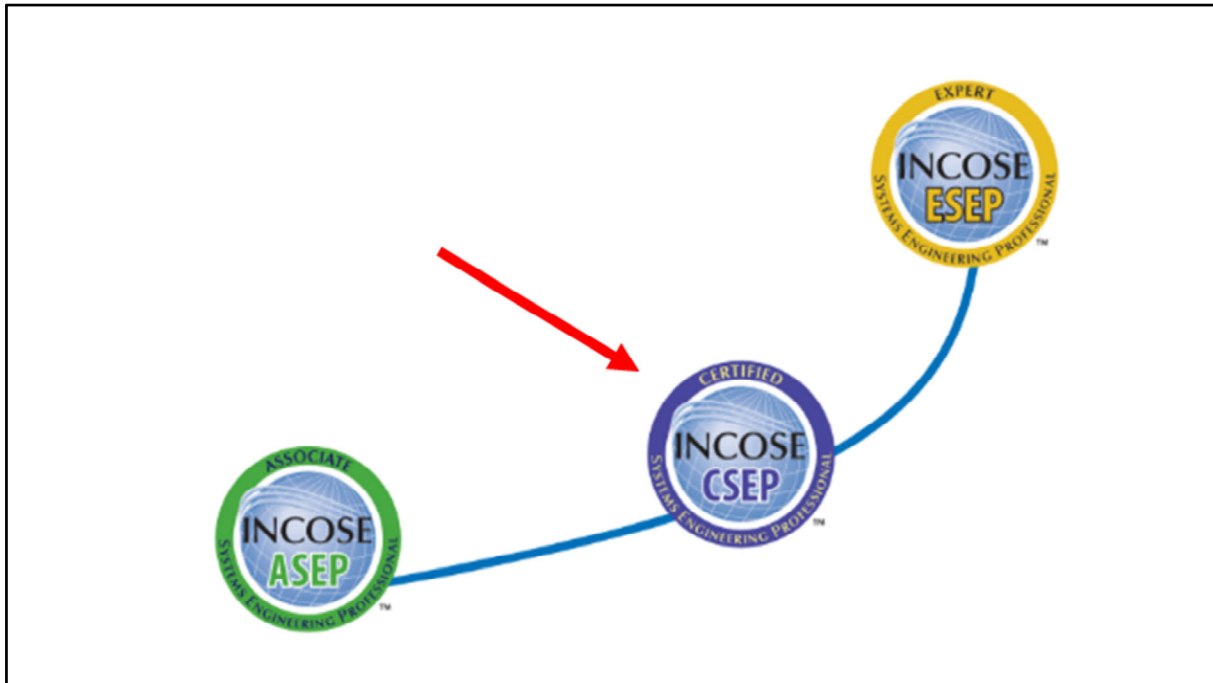 EXPERT
INCOSE
ESEP
SYSTEMS ENGINEERING PROFESSIONAL
TM
CERTIFIED
INCOSE
CSEP
SYSTEMS ENGINEERING PROFESSIONAL
TM
ASSOCIATE
INCOSE
ASEP
SYSTEMS ENGINEERING PROFESSIONAL
TM